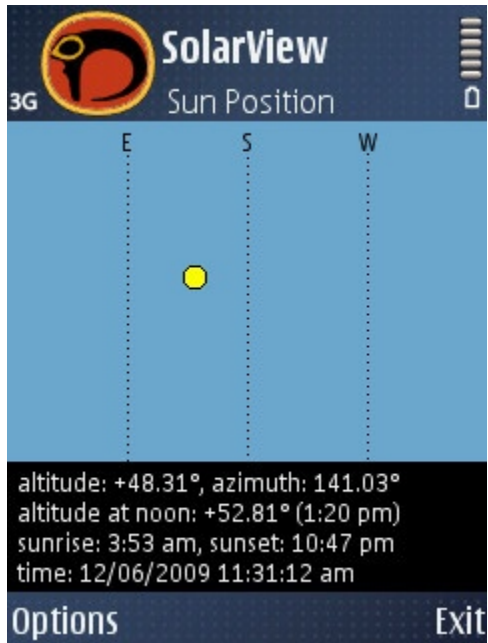 SolarView
3G Sun Position
E S W
altitude: +48.31°, azimuth: 141.03°
altitude at noon: +52.81° (1:20 pm)
sunrise: 3:53 am, sunset: 10:47 pm
time: 12/06/2009 11:31:12 am
Options Exit